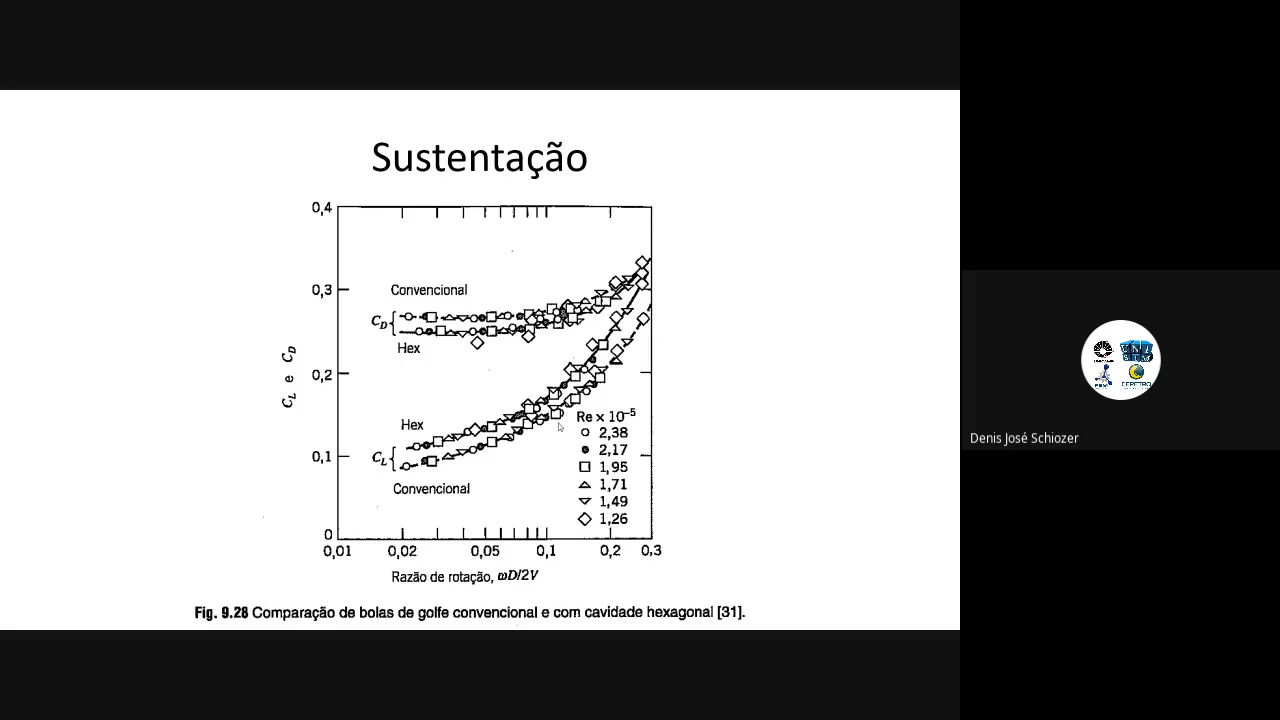 Sustentação
0,4
0,3
0,2
0,1
0
C_L e C_D
Convencional
C_D
Hex
Hex
C_L
Convencional
Re x 10⁻⁵
2,38
2,17
1,95
1,71
1,49
1,26
0,01 0,02 0,05 0,1 0,2 0,3
Razão de rotação, ωD/2V
Fig. 9.28 Comparação de bolas de golfe convencional e com cavidade hexagonal [31].
CEPETRO
Denis José Schiozer